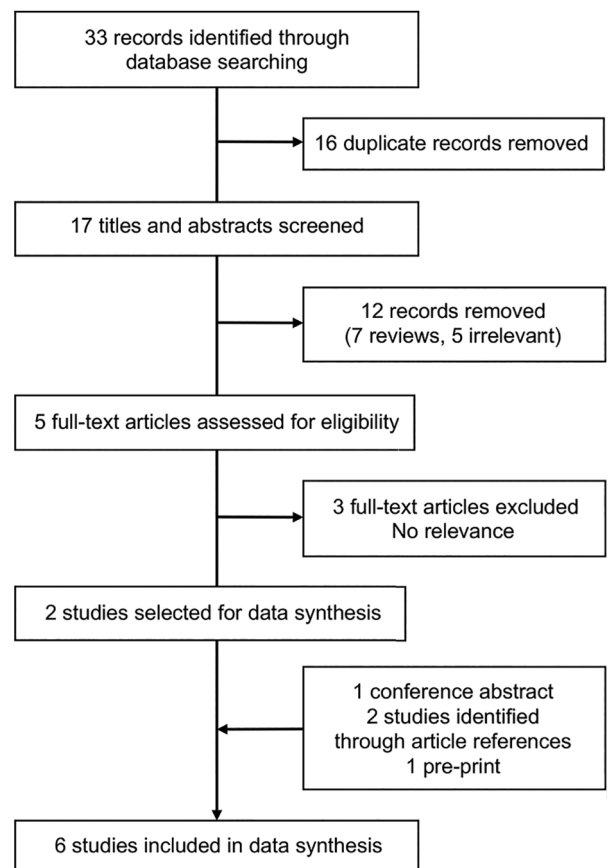 33 records identified through
database searching
16 duplicate records removed
17 titles and abstracts screened
12 records removed
(7 reviews, 5 irrelevant)
5 full-text articles assessed for eligibility
3 full-text articles excluded
No relevance
2 studies selected for data synthesis
1 conference abstract
2 studies identified
through article references
1 pre-print
6 studies included in data synthesis